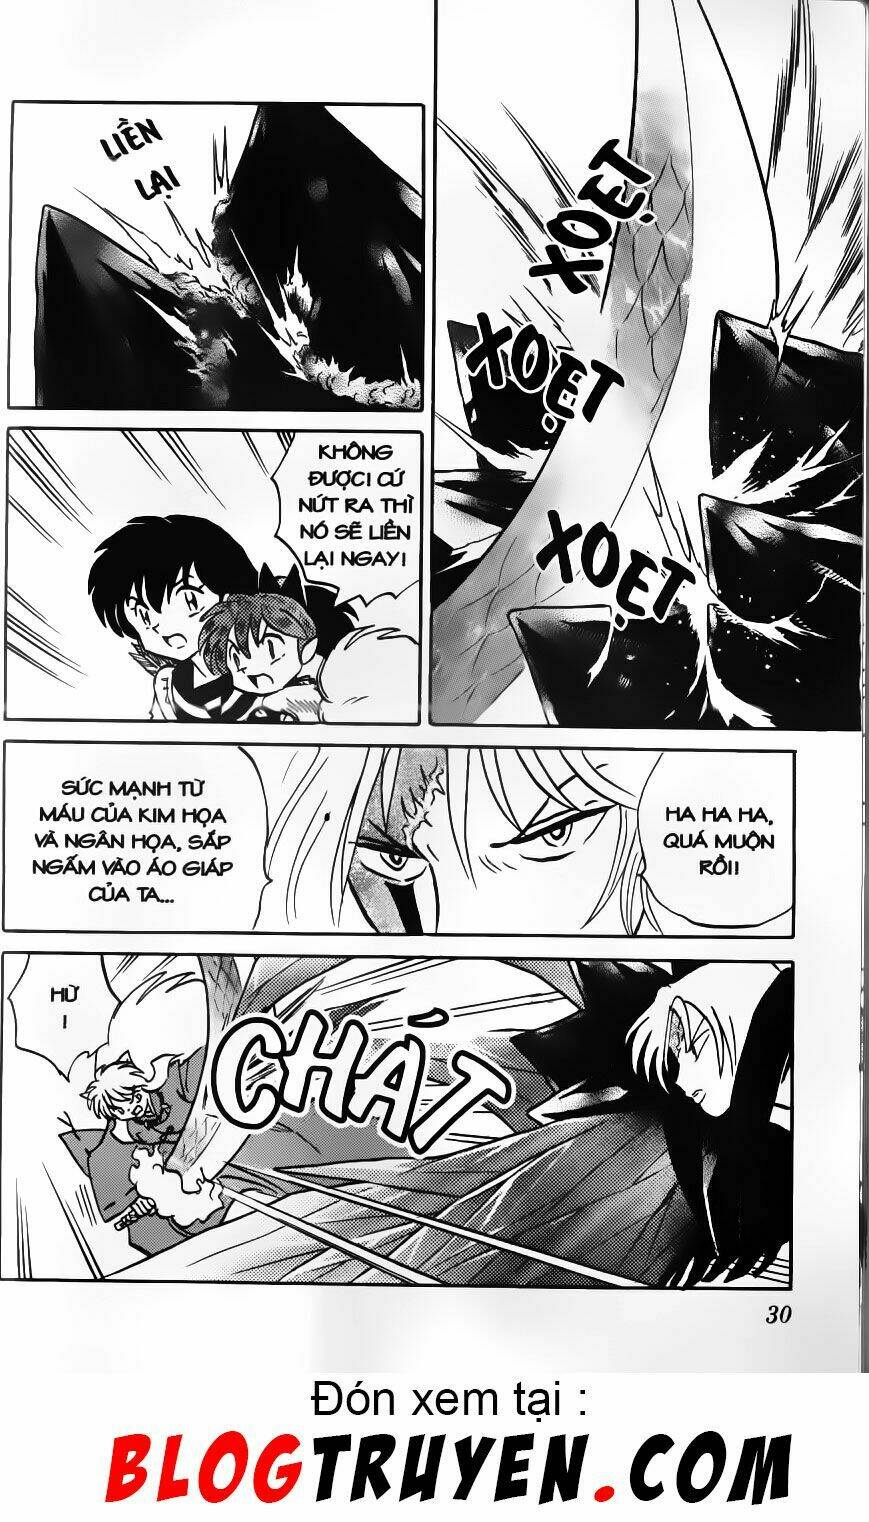 XOẸT
XOẸT
XOẸT
LIỀN
LẠI
KHÔNG
ĐƯỢC! CỨ
NỨT RA THÌ
NÓ SẼ LIỀN
LẠI NGAY!
HA HA HA,
QUÁ MUỘN
RỒI!
SỨC MẠNH TỪ
MÁU CỦA KIM HỌA
VÀ NGÂN HỌA, SẮP
NGẤM VÀO ÁO GIÁP
CỦA TA...
CHÁT
HỪ
!
30
Đón xem tại :
BLOGTRUYEN.COM